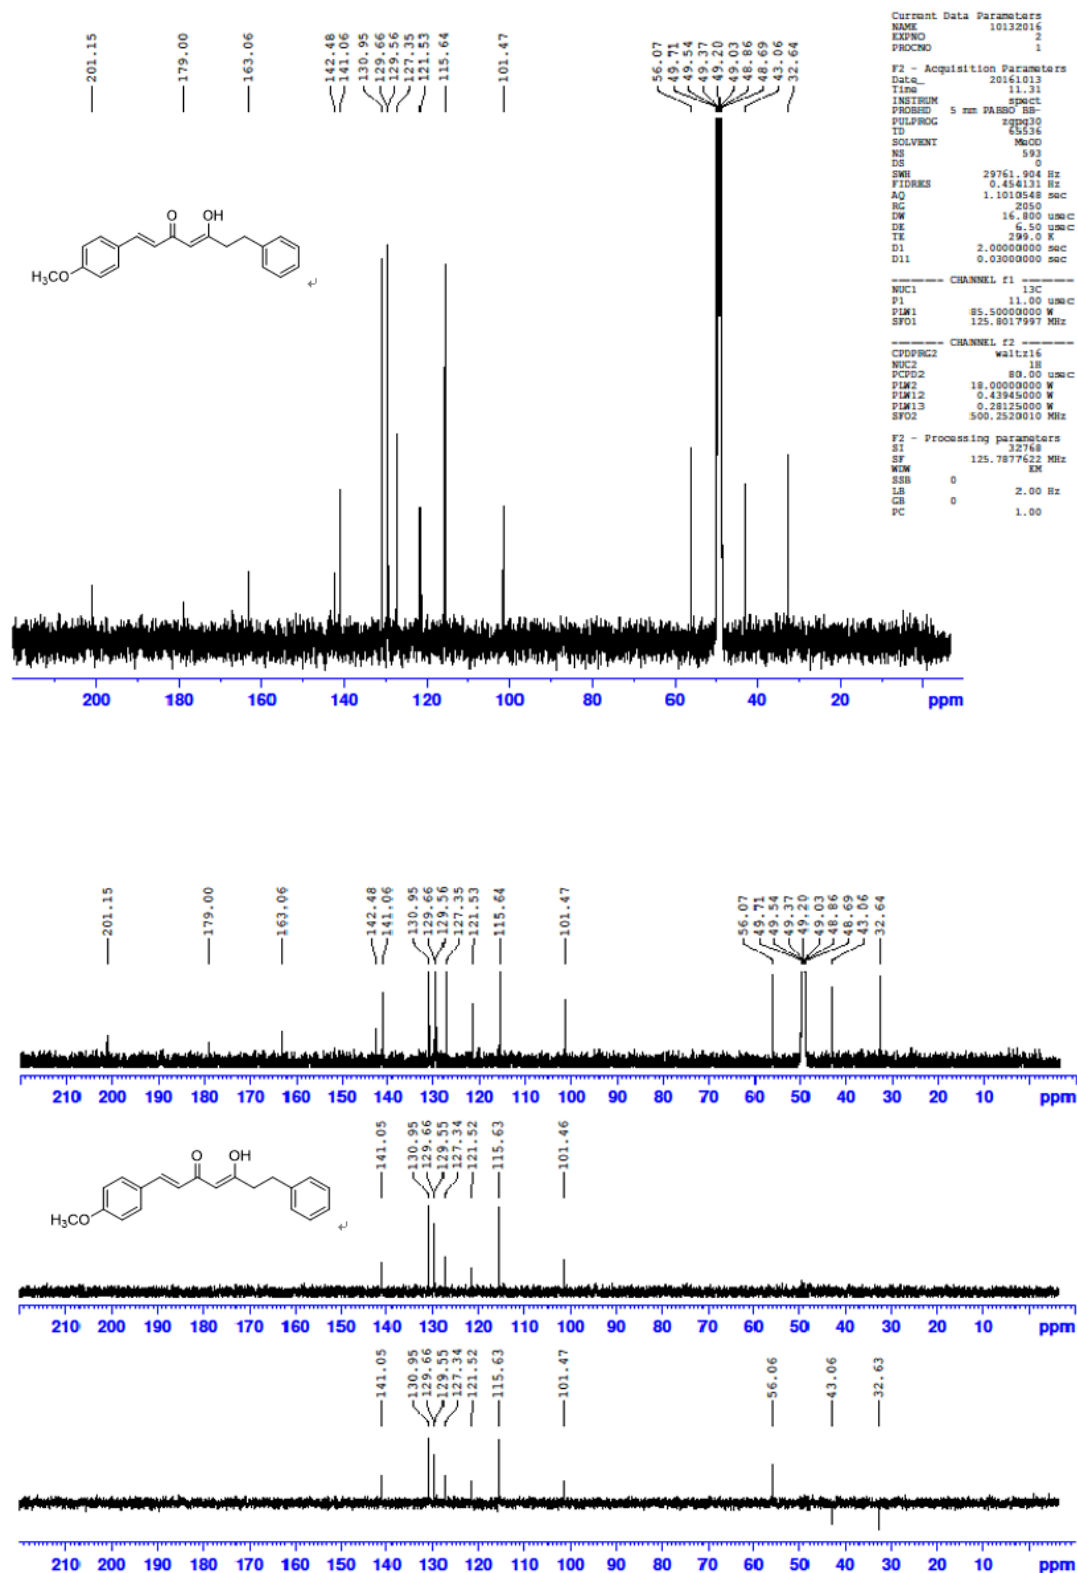 201.15
179.00
163.06
142.48
141.06
130.95
129.66
129.56
127.35
121.53
115.64
101.47
56.07
49.71
49.54
49.37
49.20
49.03
48.86
48.69
43.06
32.64
Current Data Parameters
NAME 10132016
EXPNO 2
PROCNO 1
F2 - Acquisition Parameters
Date_ 20161013
Time 11.31
INSTRUM spect
PROBHD 5 mm PABBO BB-
PULPROG zgpg30
TD 65536
SOLVENT MeOD
NS 593
DS 0
SWH 29761.904 Hz
FIDRES 0.454131 Hz
AQ 1.1010548 sec
RG 2050
DW 16.800 usec
DE 6.50 usec
TE 299.0 K
D1 2.00000000 sec
D11 0.03000000 sec
======== CHANNEL f1 ========
NUC1 13C
P1 11.00 usec
PLW1 85.50000000 W
SFO1 125.8017997 MHz
======== CHANNEL f2 ========
CPDPRG2 waltz16
NUC2 1H
PCPD2 80.00 usec
PLW2 18.00000000 W
PLW12 0.43945000 W
PLW13 0.28125000 W
SFO2 500.2520010 MHz
F2 - Processing parameters
SI 32768
SF 125.7877622 MHz
WDW EM
SSB 0
LB 2.00 Hz
GB 0
PC 1.00
O OH
H₃CO
200 180 160 140 120 100 80 60 40 20 ppm
201.15
179.00
163.06
142.48
141.06
130.95
129.66
129.56
127.35
121.53
115.64
101.47
56.07
49.71
49.54
49.37
49.20
49.03
48.86
48.69
43.06
32.64
210 200 190 180 170 160 150 140 130 120 110 100 90 80 70 60 50 40 30 20 10 ppm
141.05
130.95
129.66
129.55
127.34
121.52
115.63
101.46
O OH
H₃CO
210 200 190 180 170 160 150 140 130 120 110 100 90 80 70 60 50 40 30 20 10 ppm
141.05
130.95
129.66
129.55
127.34
121.52
115.63
101.47
56.06
43.06
32.63
210 200 190 180 170 160 150 140 130 120 110 100 90 80 70 60 50 40 30 20 10 ppm